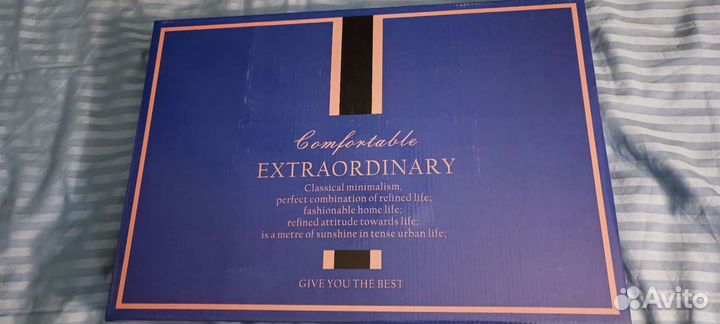 Comfortable
EXTRAORDINARY
Classical minimalism,
perfect combination of refined life;
fashionable home life;
refined attitude towards life;
is a metre of sunshine in tense urban life;
GIVE YOU THE BEST
Avito